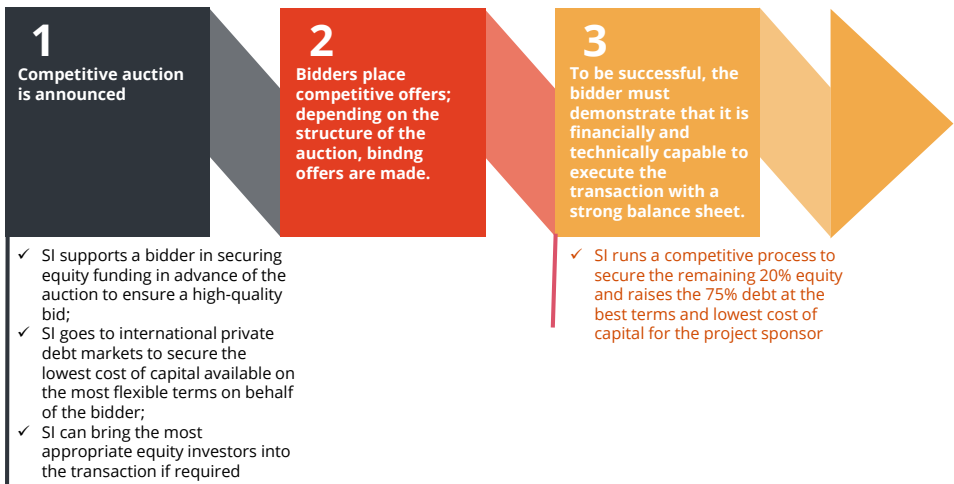 1
Competitive auction
is announced
2
Bidders place
competitive offers;
depending on the
structure of the
auction, bindng
offers are made.
3
To be successful, the
bidder must
demonstrate that it is
financially and
technically capable to
execute the
transaction with a
strong balance sheet.
✓ SI supports a bidder in securing
equity funding in advance of the
auction to ensure a high-quality
bid;
✓ SI goes to international private
debt markets to secure the
lowest cost of capital available on
the most flexible terms on behalf
of the bidder;
✓ SI can bring the most
appropriate equity investors into
the transaction if required
✓ SI runs a competitive process to
secure the remaining 20% equity
and raises the 75% debt at the
best terms and lowest cost of
capital for the project sponsor